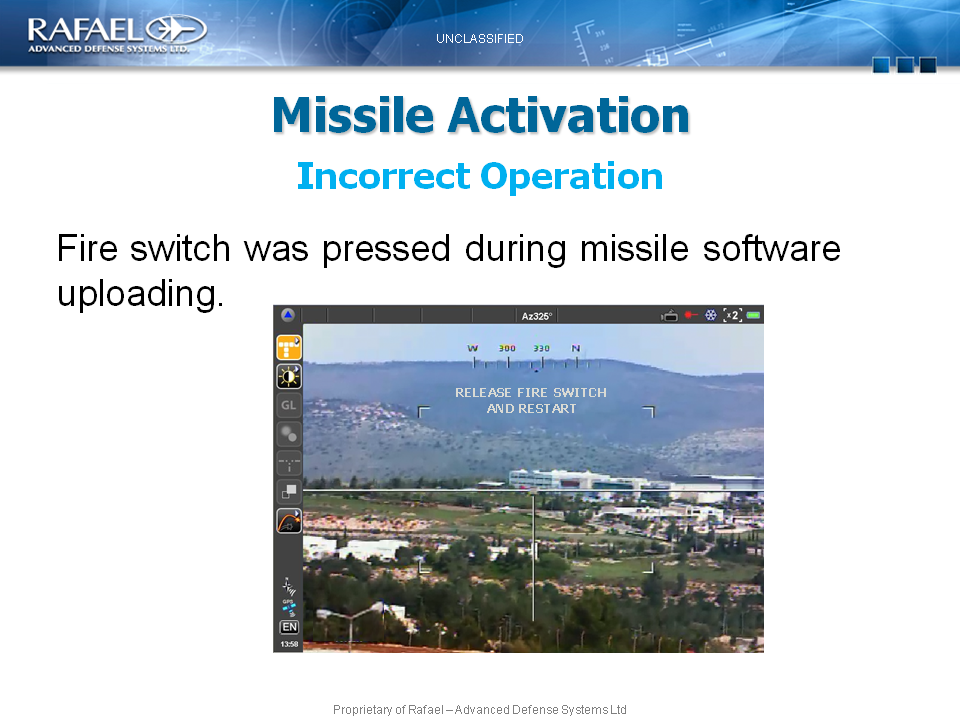 RAFAEL
ADVANCED DEFENSE SYSTEMS LTD.
UNCLASSIFIED
Missile Activation
Incorrect Operation
Fire switch was pressed during missile software
uploading.
Az325°
x2
W 300 330 N
RELEASE FIRE SWITCH
AND RESTART
GL
GPS
EN
13:58
Proprietary of Rafael – Advanced Defense Systems Ltd